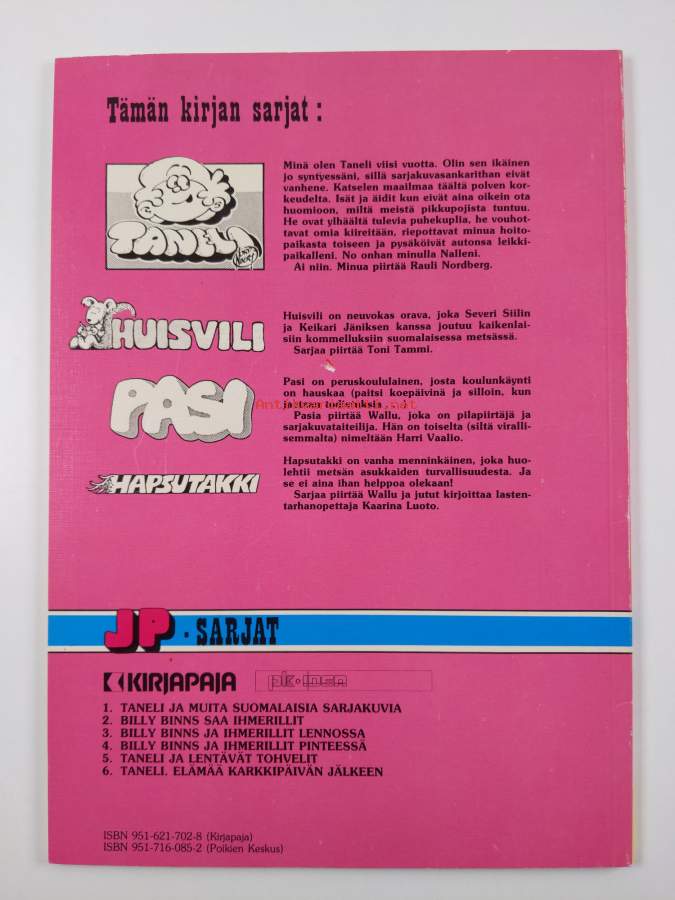 Tämän kirjan sarjat :
TANELI
Minä olen Taneli viisi vuotta. Olin sen ikäinen
jo syntyessäni, sillä sarjakuvasankarithan eivät
vanhene. Katselen maailmaa täältä polven kor-
keudelta. Isät ja äidit kun eivät aina oikein ota
huomioon, miltä meistä pikkupojista tuntuu.
He ovat ylhäältä tulevia puhekuplia, he vouhot-
tavat omia kiireitään, riepottavat minua hoito-
paikasta toiseen ja pysäköivät autonsa leikki-
paikalleni. No onhan minulla Nalleni.
Ai niin. Minua piirtää Rauli Nordberg.
HUISVILI
Huisvili on neuvokas orava, joka Severi Siilin
ja Keikari Jäniksen kanssa joutuu kaikenlai-
siin kommelluksiin suomalaisessa metsässä.
Sarjaa piirtää Toni Tammi.
PASI
Pasi on peruskoululainen, josta koulunkäynti
on hauskaa (paitsi koepäivinä ja silloin, kun
jaetaan todistuksia . . .)
Pasia piirtää Wallu, joka on pilapiirtäjä ja
sarjakuvataiteilija. Hän on toiselta (siltä viralli-
semmalta) nimeltään Harri Vaalio.
HAPSUTAKKI
Hapsutakki on vanha menninkäinen, joka huo-
lehtii metsän asukkaiden turvallisuudesta. Ja
se ei aina ihan helppoa olekaan!
Sarjaa piirtää Wallu ja jutut kirjoittaa lasten-
tarhanopettaja Kaarina Luoto.
JP - SARJAT
KIRJAPAJA
1. TANELI JA MUITA SUOMALAISIA SARJAKUVIA
2. BILLY BINNS SAA IHMERILLIT
3. BILLY BINNS JA IHMERILLIT LENNOSSA
4. BILLY BINNS JA IHMERILLIT PINTEESSÄ
5. TANELI JA LENTÄVÄT TOHVELIT
6. TANELI. ELÄMÄÄ KARKKIPÄIVÄN JÄLKEEN
ISBN 951-621-702-8 (Kirjapaja)
ISBN 951-716-085-2 (Poikien Keskus)